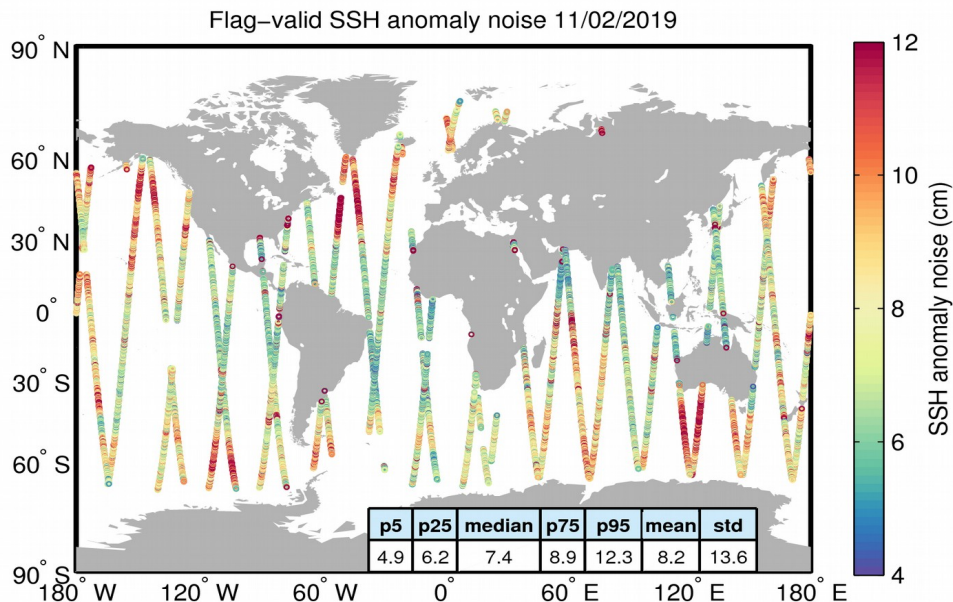 Flag−valid SSH anomaly noise 11/02/2019
90° N
60° N
30° N
0°
30° S
60° S
90° S
180° W
120° W
60° W
0°
60° E
120° E
180° E
p5 p25 median p75 p95 mean std
4.9 6.2 7.4 8.9 12.3 8.2 13.6
12
10
8
6
4
SSH anomaly noise (cm)